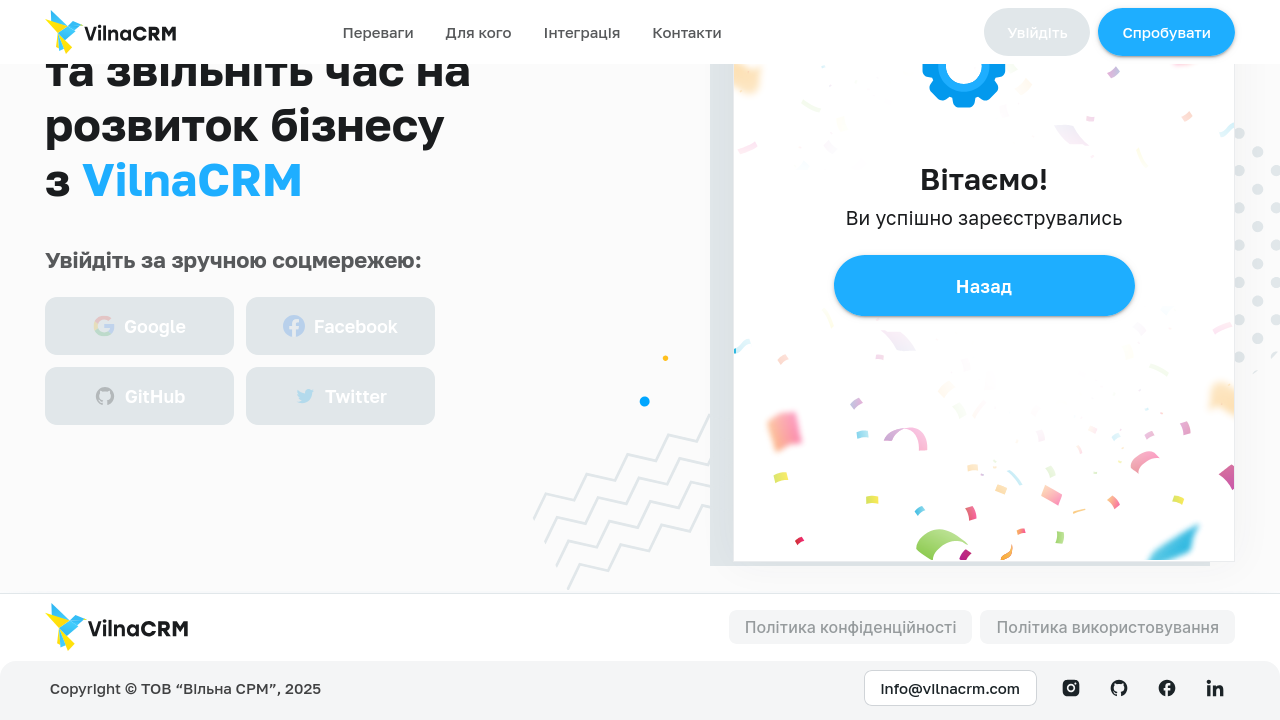 VilnaCRM
Переваги
Для кого
Інтеграція
Контакти
Увійдіть
Спробувати
та звільніть час на
розвиток бізнесу
з VilnaCRM
Увійдіть за зручною соцмережею:
Google
Facebook
GitHub
Twitter
Вітаємо!
Ви успішно зареєструвались
Назад
VilnaCRM
Політика конфіденційності
Політика використовування
Copyright © ТОВ “Вільна СРМ”, 2025
info@vilnacrm.com